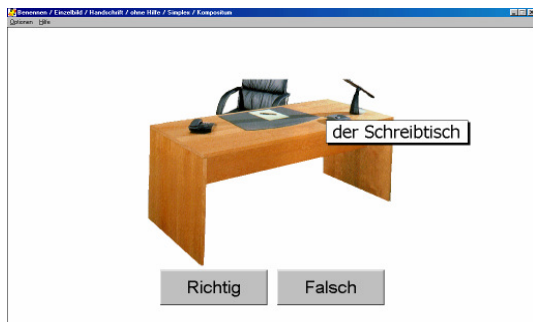 Benennen / Einzelbild / Handschrift / ohne Hilfe / Simplex / Kompositum
Optionen Hilfe
der Schreibtisch
Richtig Falsch